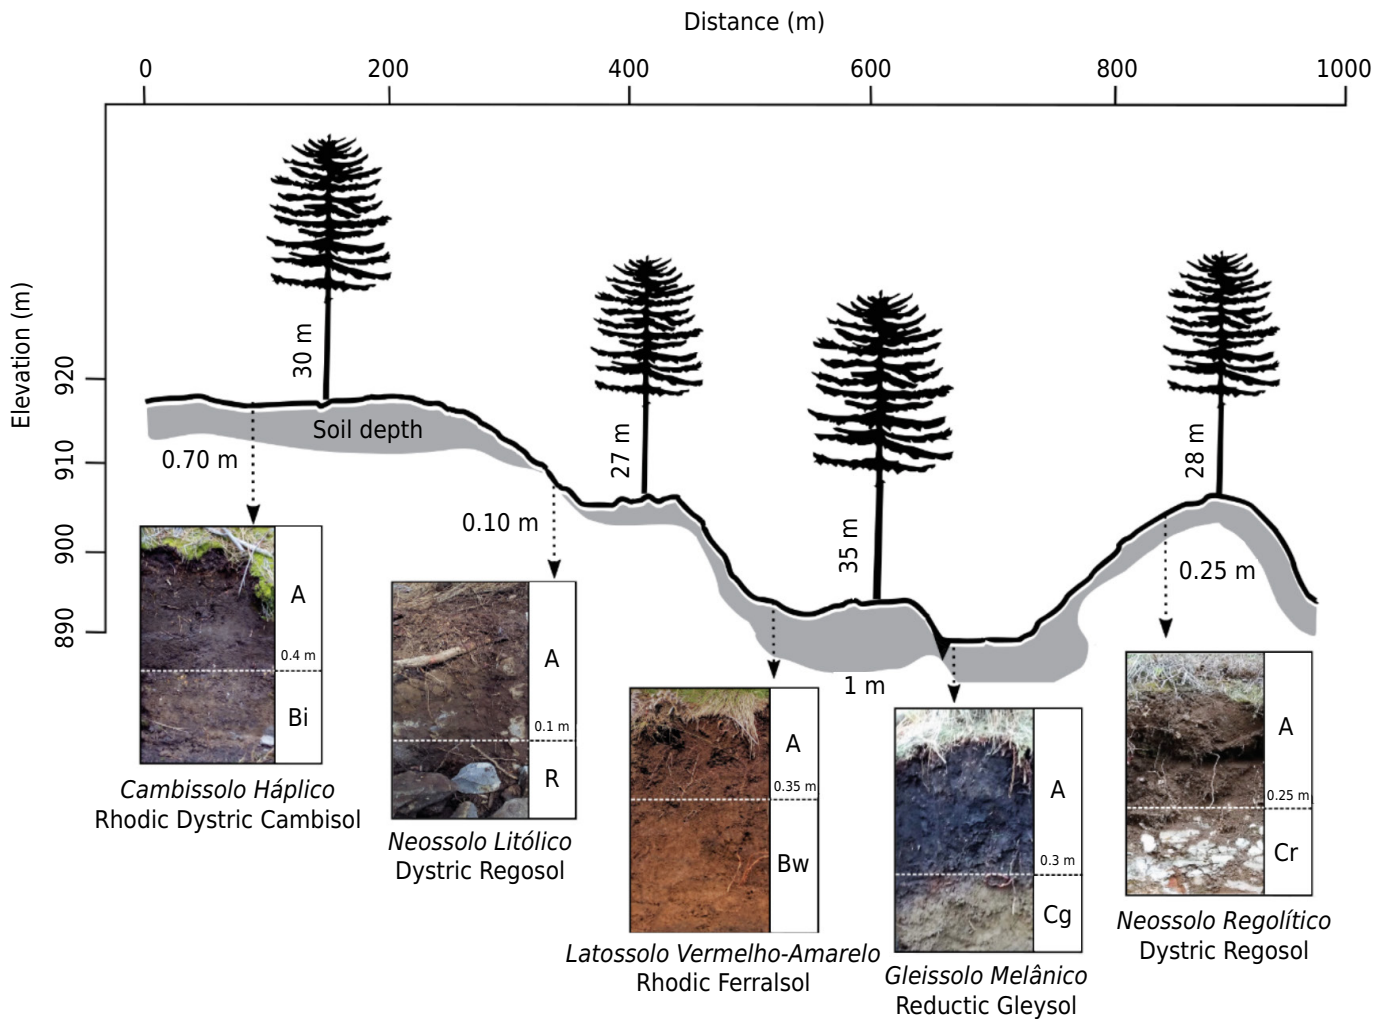 Distance (m)
0
200
400
600
800
1000
Elevation (m)
920
910
900
890
30 m
27 m
35 m
28 m
Soil depth
0.70 m
0.10 m
1 m
0.25 m
A
0.4 m
Bi
Cambissolo Háplico
Rhodic Dystric Cambisol
A
0.1 m
R
Neossolo Litólico
Dystric Regosol
A
0.35 m
Bw
Latossolo Vermelho-Amarelo
Rhodic Ferralsol
A
0.3 m
Cg
Gleissolo Melânico
Reductic Gleysol
A
0.25 m
Cr
Neossolo Regolítico
Dystric Regosol